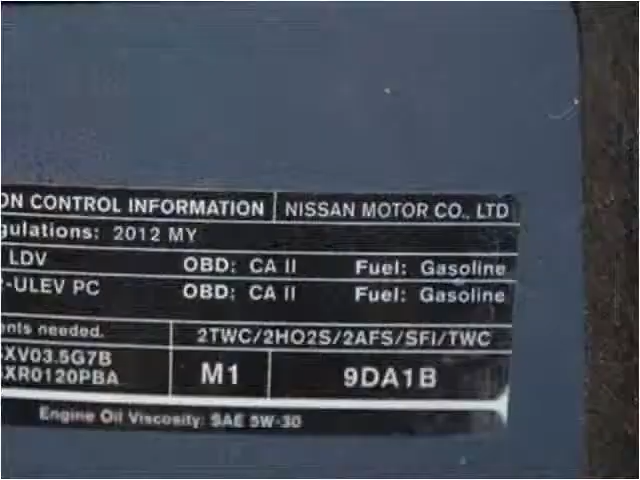 ON CONTROL INFORMATION NISSAN MOTOR CO., LTD
gulations: 2012 MY
LDV OBD: CA II Fuel: Gasoline
-ULEV PC OBD: CA II Fuel: Gasoline
ents needed. 2TWC/2HO2S/2AFS/SFI/TWC
XV03.5G7B
XR0120PBA M1 9DA1B
Engine Oil Viscosity: SAE 5W-30